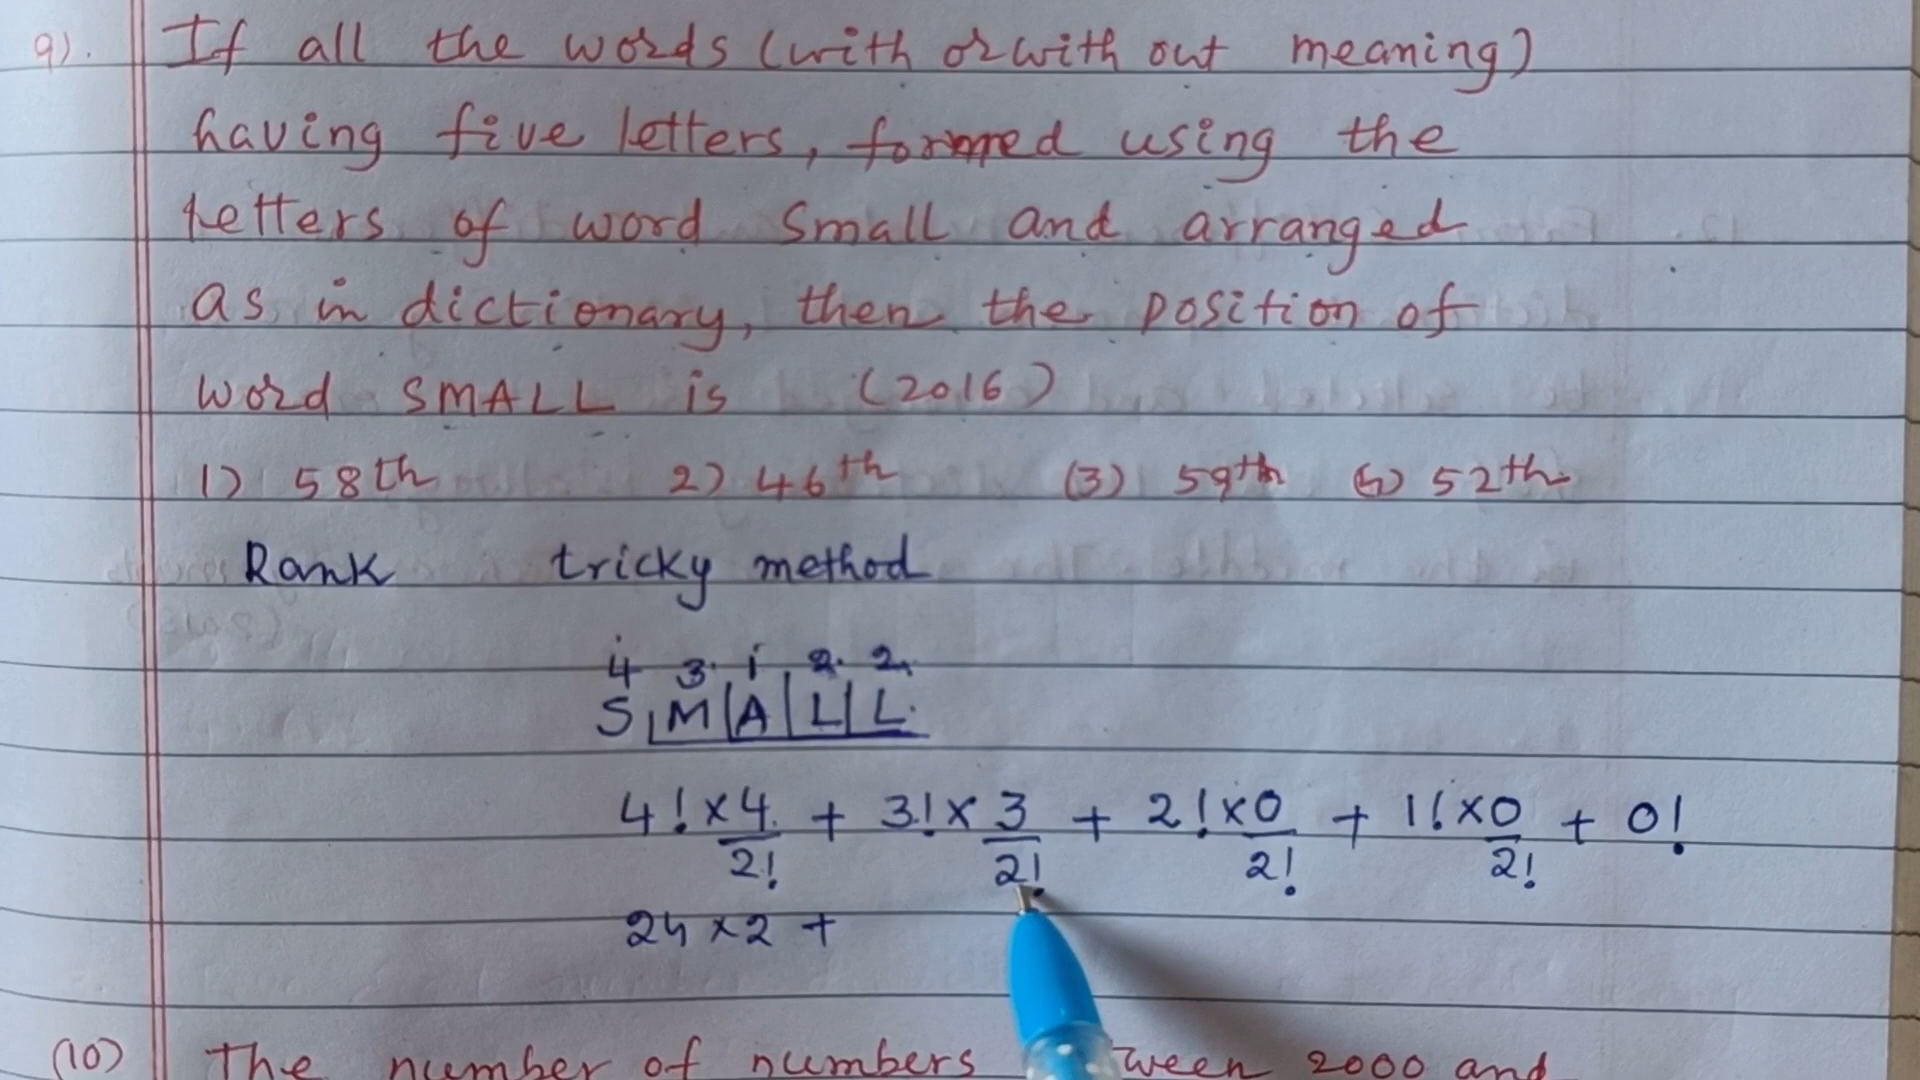 9). If all the words (with or with out meaning)
having five letters, formed using the
letters of word Small and arranged
as in dictionary, then the position of
word SMALL is (2016)
1) 58th 2) 46th (3) 59th (4) 52th
Rank tricky method
4 3 1 2 2
S M A L L
4! × 4/2! + 3! × 3/2! + 2! × 0/2! + 1! × 0/2! + 0!
24 × 2 +
(10) The number of numbers ween 2000 and